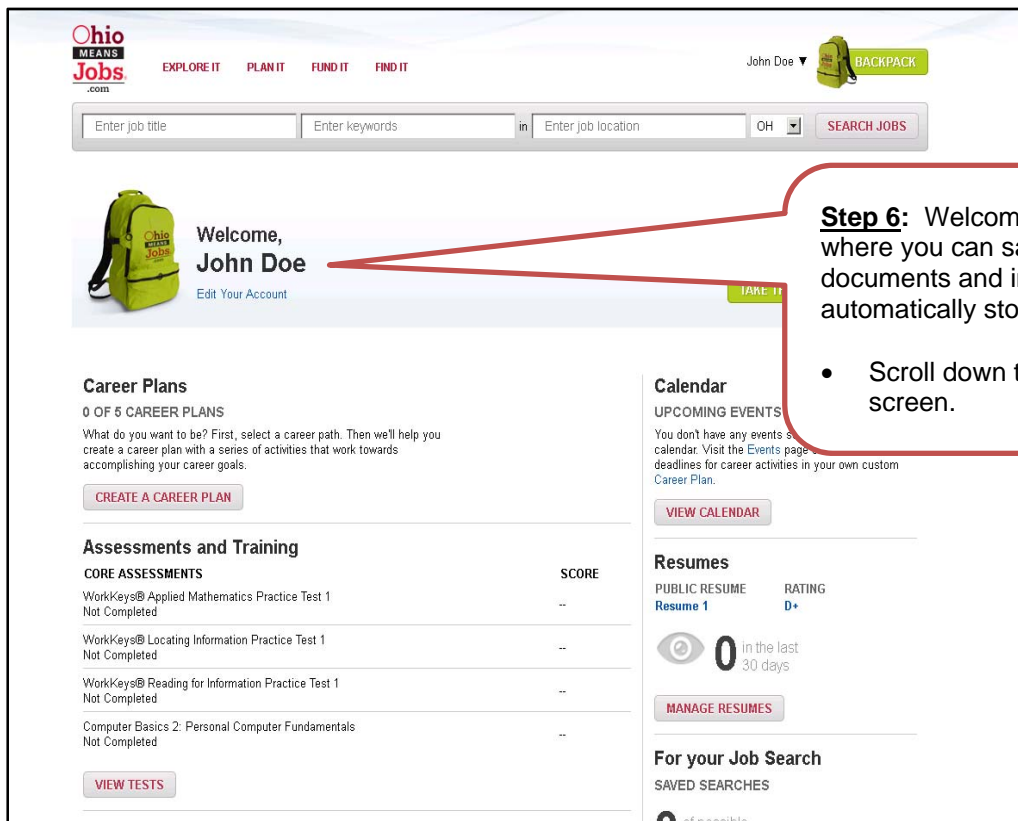 Ohio
MEANS
Jobs
.com
EXPLORE IT PLAN IT FUND IT FIND IT
John Doe ▼
BACKPACK
Enter job title
Enter keywords
in
Enter job location
OH
SEARCH JOBS
Ohio
MEANS
Jobs
Welcome,
John Doe
Edit Your Account
TAKE
Step 6: Welcom
where you can sa
documents and i
automatically sto
• Scroll down t
screen.
Career Plans
0 OF 5 CAREER PLANS
What do you want to be? First, select a career path. Then we'll help you
create a career plan with a series of activities that work towards
accomplishing your career goals.
CREATE A CAREER PLAN
Assessments and Training
CORE ASSESSMENTS SCORE
WorkKeys® Applied Mathematics Practice Test 1
Not Completed
--
WorkKeys® Locating Information Practice Test 1
Not Completed
--
WorkKeys® Reading for Information Practice Test 1
Not Completed
--
Computer Basics 2: Personal Computer Fundamentals
Not Completed
--
VIEW TESTS
Calendar
UPCOMING EVENTS
You don't have any events s
calendar. Visit the Events page
deadlines for career activities in your own custom
Career Plan.
VIEW CALENDAR
Resumes
PUBLIC RESUME RATING
Resume 1 D+
0 in the last
30 days
MANAGE RESUMES
For your Job Search
SAVED SEARCHES
0 of possible